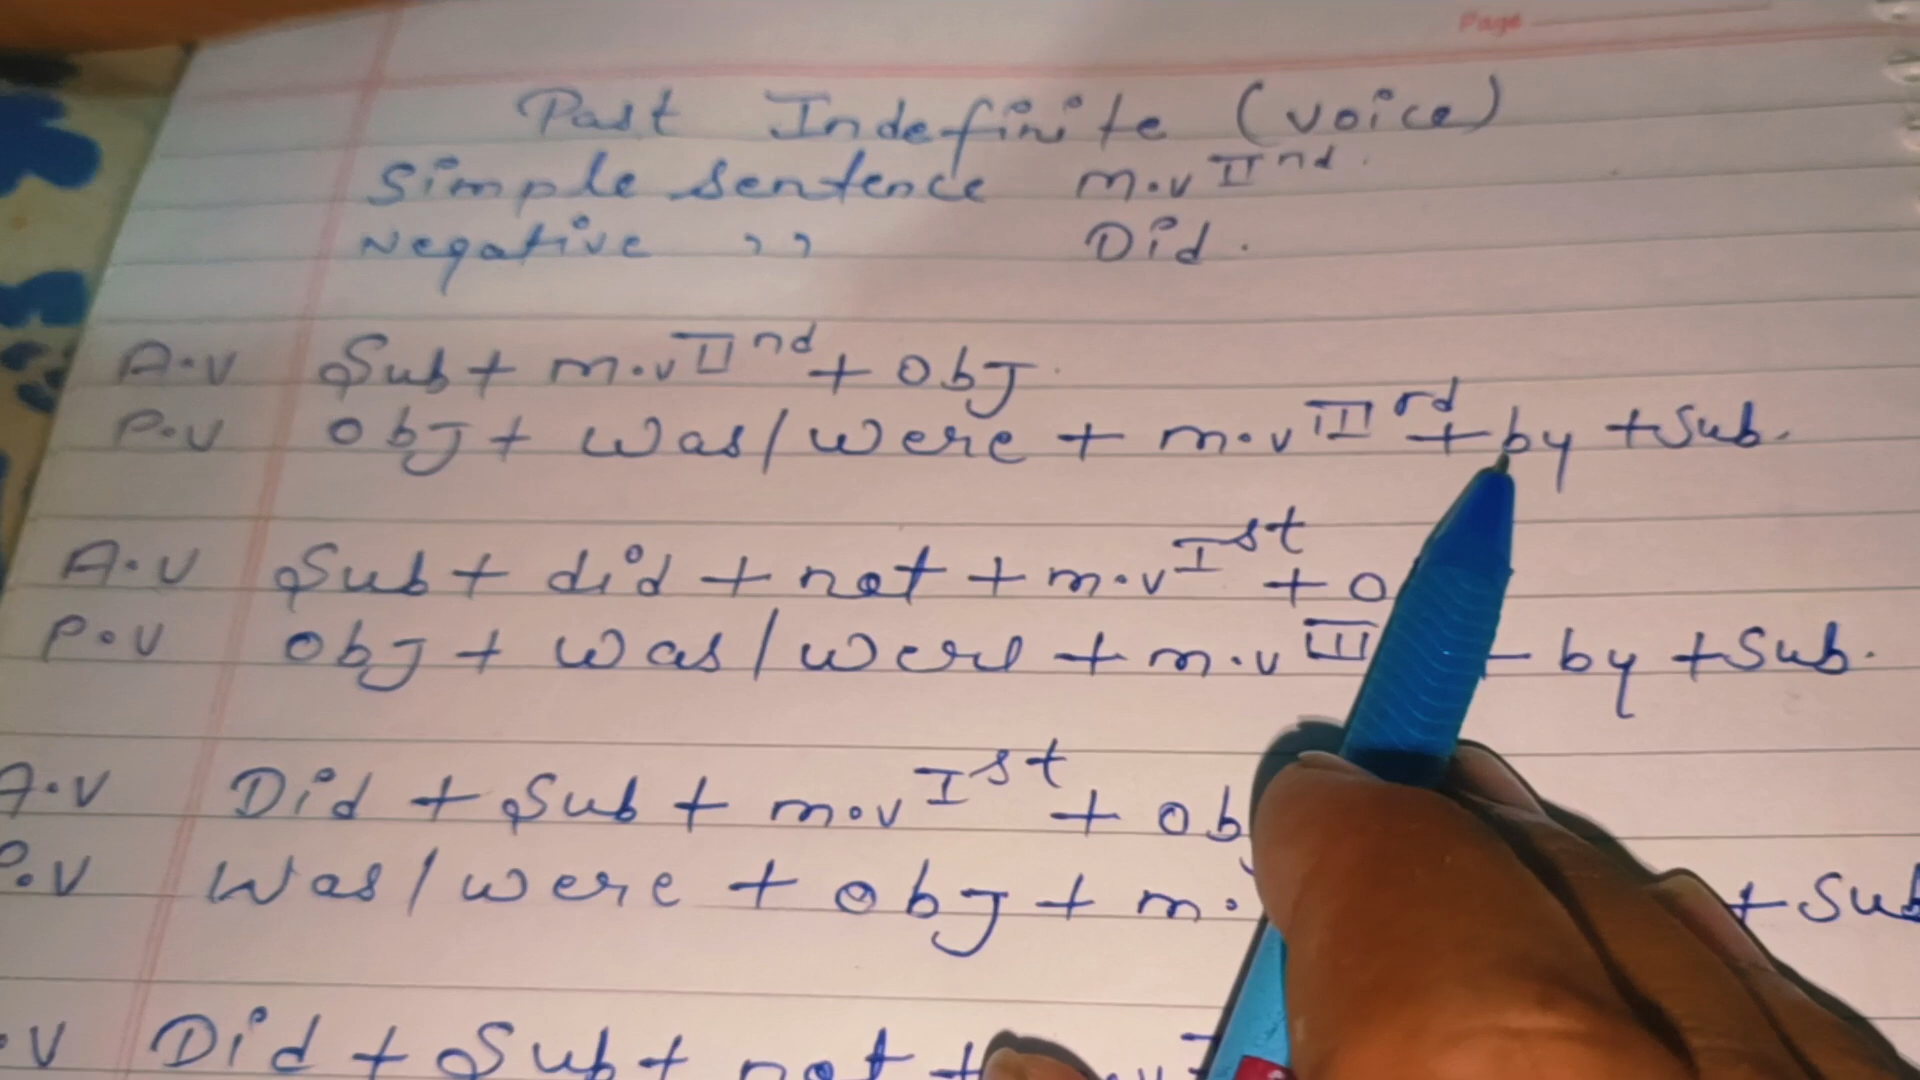 Page
Past Indefinite (voice)
Simple sentence m.v IInd.
Negative ,, Did.
A.V Sub + m.v IInd + Obj.
P.V Obj + Was/were + m.v IIIrd + by + Sub.
A.V Sub + did + not + m.v Ist + O
P.V Obj + Was/were + m.v III - by + Sub.
A.V Did + Sub + m.v Ist + Ob
P.V Was/were + Obj + m. + Sub
.V Did + Sub + not +